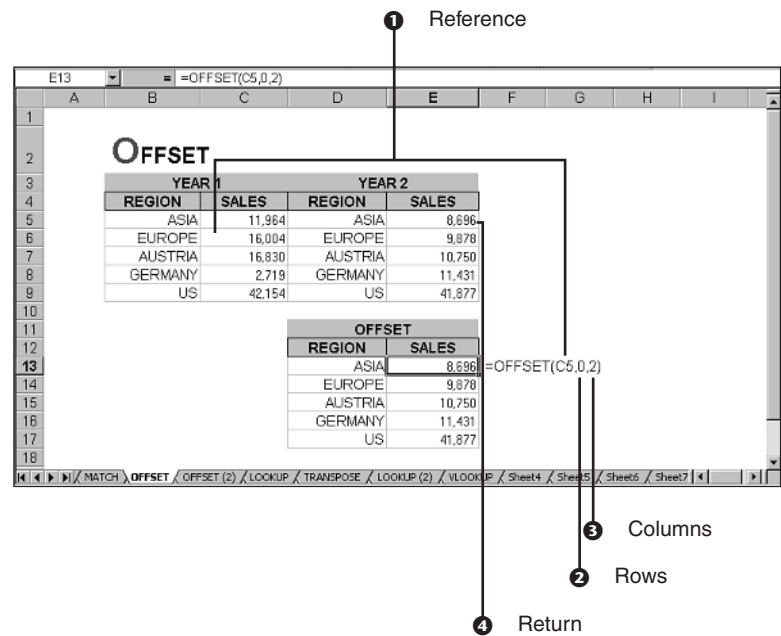 ❶ Reference
E13 = =OFFSET(C5,0,2)
A B C D E F G H I
1
2 OFFSET
3 YEAR 1 YEAR 2
4 REGION SALES REGION SALES
5 ASIA 11,964 ASIA 8,696
6 EUROPE 16,004 EUROPE 9,878
7 AUSTRIA 16,830 AUSTRIA 10,750
8 GERMANY 2,719 GERMANY 11,431
9 US 42,154 US 41,877
10
11 OFFSET
12 REGION SALES
13 ASIA 8,696 =OFFSET(C5,0,2)
14 EUROPE 9,878
15 AUSTRIA 10,750
16 GERMANY 11,431
17 US 41,877
18
MATCH OFFSET OFFSET (2) LOOKUP TRANSPOSE LOOKUP (2) VLOOKUP Sheet4 Sheet5 Sheet6 Sheet7
❸ Columns
❷ Rows
❹ Return